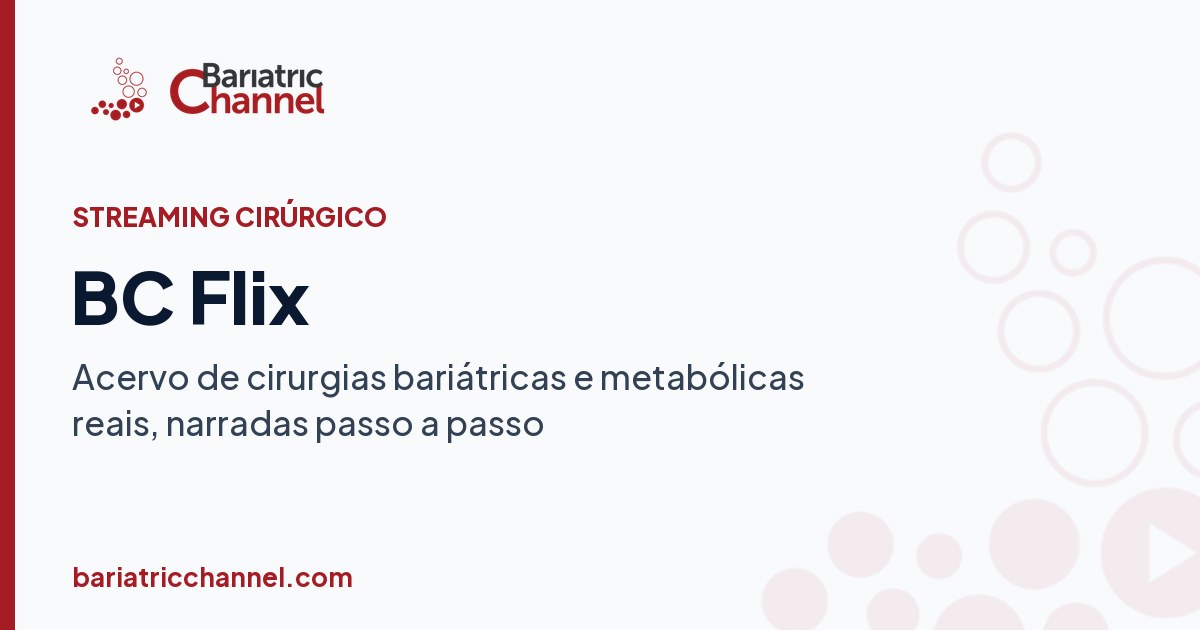 Bariatric
Channel
STREAMING CIRÚRGICO
BC Flix
Acervo de cirurgias bariátricas e metabólicas
reais, narradas passo a passo
bariatricchannel.com